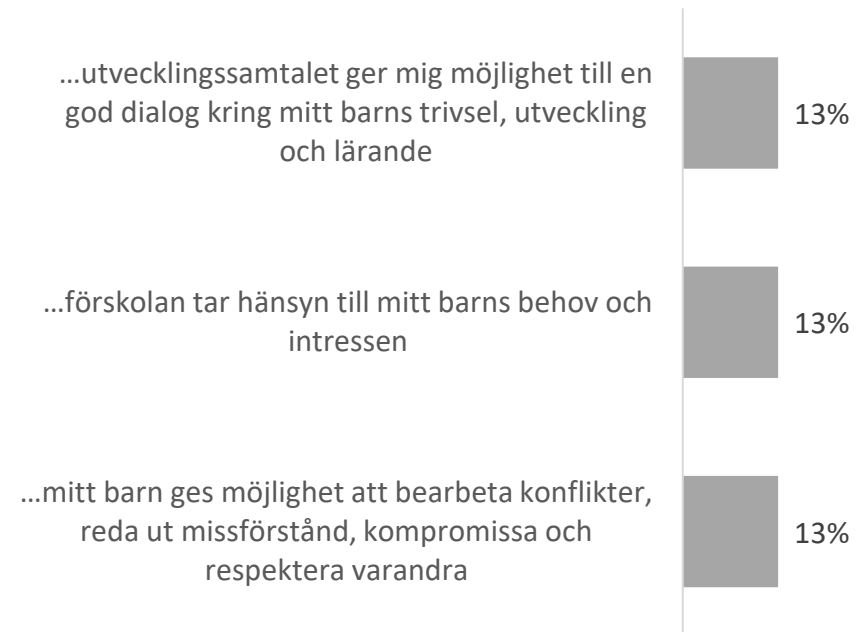 ...utvecklingssamtalet ger mig möjlighet till en
god dialog kring mitt barns trivsel, utveckling
och lärande
13%
...förskolan tar hänsyn till mitt barns behov och
intressen
13%
...mitt barn ges möjlighet att bearbeta konflikter,
reda ut missförstånd, kompromissa och
respektera varandra
13%